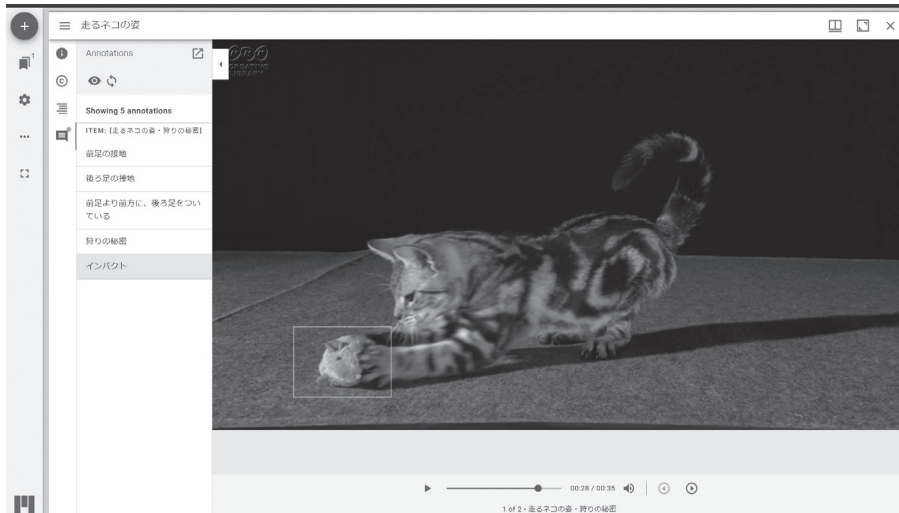 走るネコの姿
1
Annotations
NHK
CREATIVE
LIBRARY
Showing 5 annotations
ITEM: [走るネコの姿・狩りの秘密]
前足の接地
後ろ足の接地
前足より前方に、後ろ足をつい
ている
狩りの秘密
インパクト
00:28 / 00:35
1 of 2 • 走るネコの姿・狩りの秘密